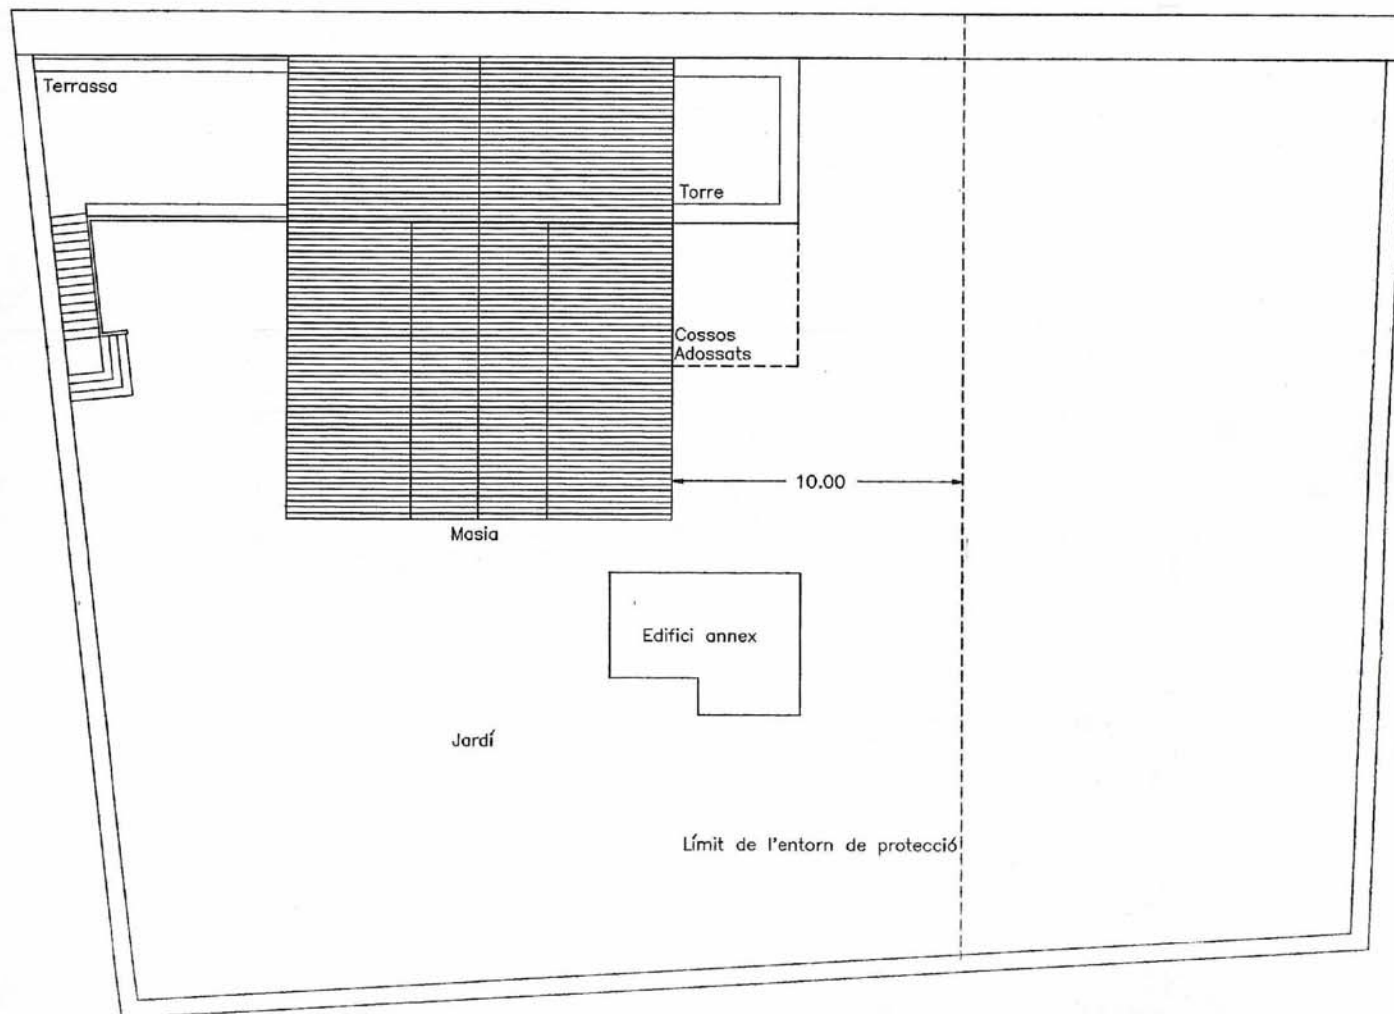 Terrassa
Torre
Cossos
Adossats
10.00
Masia
Edifici annex
Jardí
Límit de l'entorn de protecció